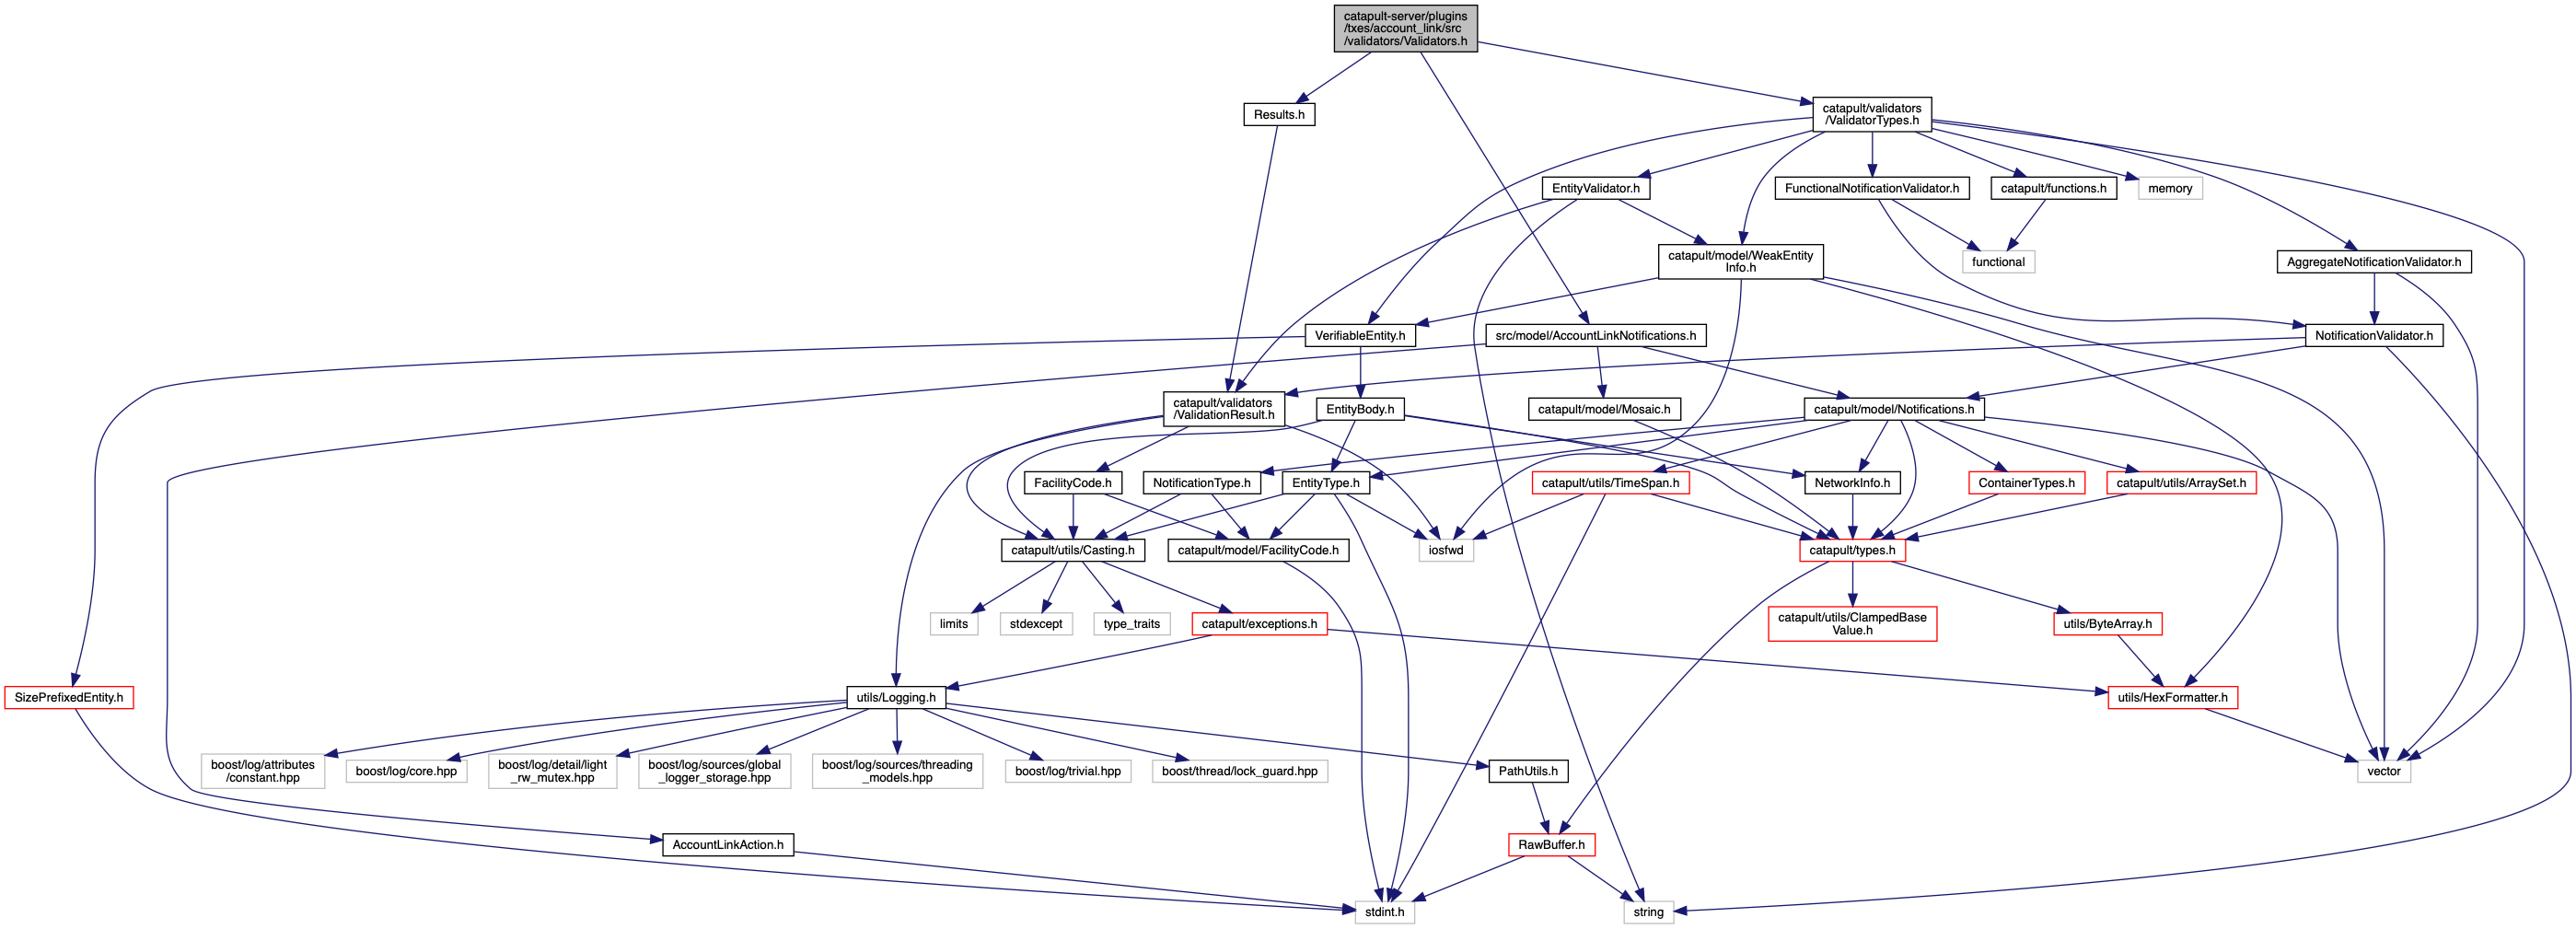 catapult-server/plugins
/txes/account_link/src
/validators/Validators.h
Results.h
catapult/validators
/ValidatorTypes.h
EntityValidator.h
FunctionalNotificationValidator.h
catapult/functions.h
memory
catapult/model/WeakEntity
Info.h
functional
AggregateNotificationValidator.h
VerifiableEntity.h
src/model/AccountLinkNotifications.h
NotificationValidator.h
catapult/validators
/ValidationResult.h
EntityBody.h
catapult/model/Mosaic.h
catapult/model/Notifications.h
FacilityCode.h
NotificationType.h
EntityType.h
catapult/utils/TimeSpan.h
NetworkInfo.h
ContainerTypes.h
catapult/utils/ArraySet.h
catapult/utils/Casting.h
catapult/model/FacilityCode.h
iosfwd
catapult/types.h
limits
stdexcept
type_traits
catapult/exceptions.h
catapult/utils/ClampedBase
Value.h
utils/ByteArray.h
SizePrefixedEntity.h
utils/Logging.h
utils/HexFormatter.h
boost/log/attributes
/constant.hpp
boost/log/core.hpp
boost/log/detail/light
_rw_mutex.hpp
boost/log/sources/global
_logger_storage.hpp
boost/log/sources/threading
_models.hpp
boost/log/trivial.hpp
boost/thread/lock_guard.hpp
PathUtils.h
vector
AccountLinkAction.h
RawBuffer.h
stdint.h
string